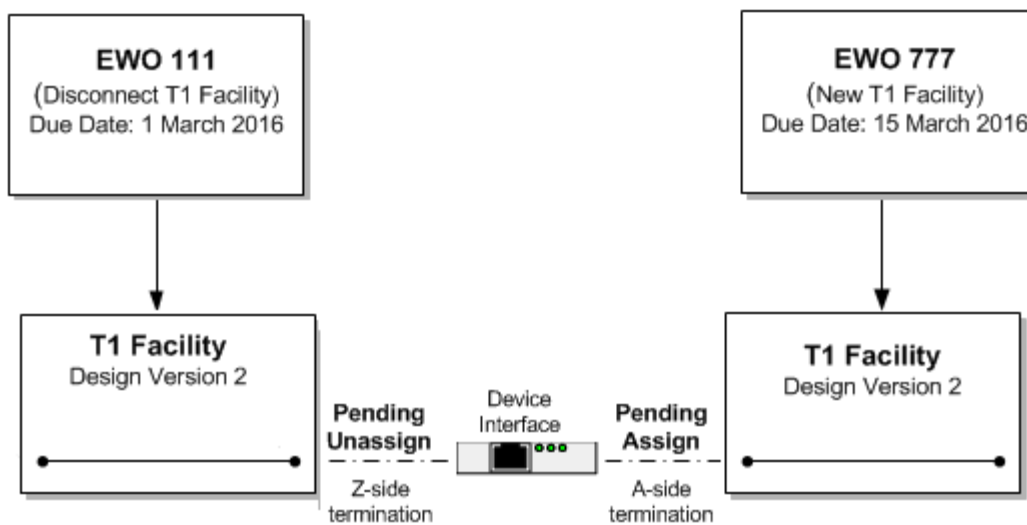 EWO 111
(Disconnect T1 Facility)
Due Date: 1 March 2016
EWO 777
(New T1 Facility)
Due Date: 15 March 2016
T1 Facility
Design Version 2
Pending
Unassign
Z-side
termination
Device
Interface
Pending
Assign
A-side
termination
T1 Facility
Design Version 2